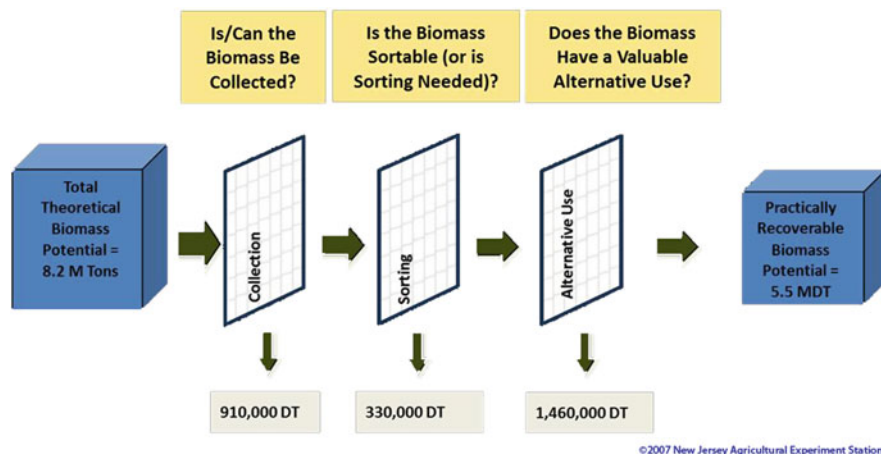 Is/Can the
Biomass Be
Collected?
Is the Biomass
Sortable (or is
Sorting Needed)?
Does the Biomass
Have a Valuable
Alternative Use?
Total
Theoretical
Biomass
Potential =
8.2 M Tons
Collection
Sorting
Alternative Use
Practically
Recoverable
Biomass
Potential =
5.5 MDT
910,000 DT
330,000 DT
1,460,000 DT
©2007 New Jersey Agricultural Experiment Station